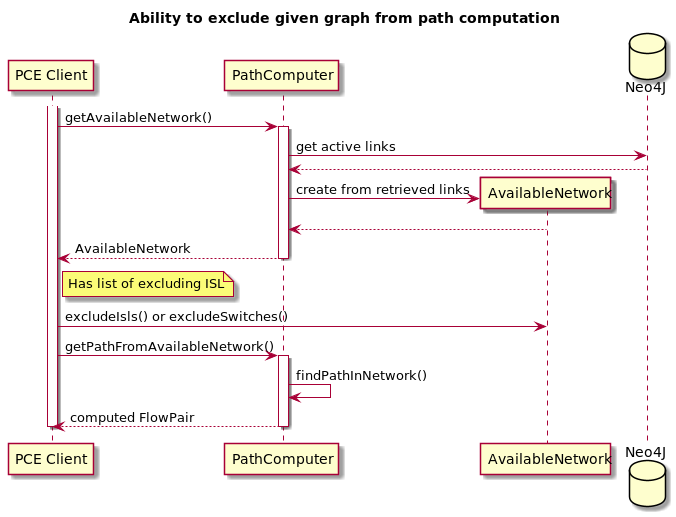 Ability to exclude given graph from path computation
PCE Client
PathComputer
Neo4J
getAvailableNetwork()
get active links
create from retrieved links
AvailableNetwork
AvailableNetwork
Has list of excluding ISL
excludeIsls() or excludeSwitches()
getPathFromAvailableNetwork()
findPathInNetwork()
computed FlowPair
PCE Client
PathComputer
AvailableNetwork
Neo4J